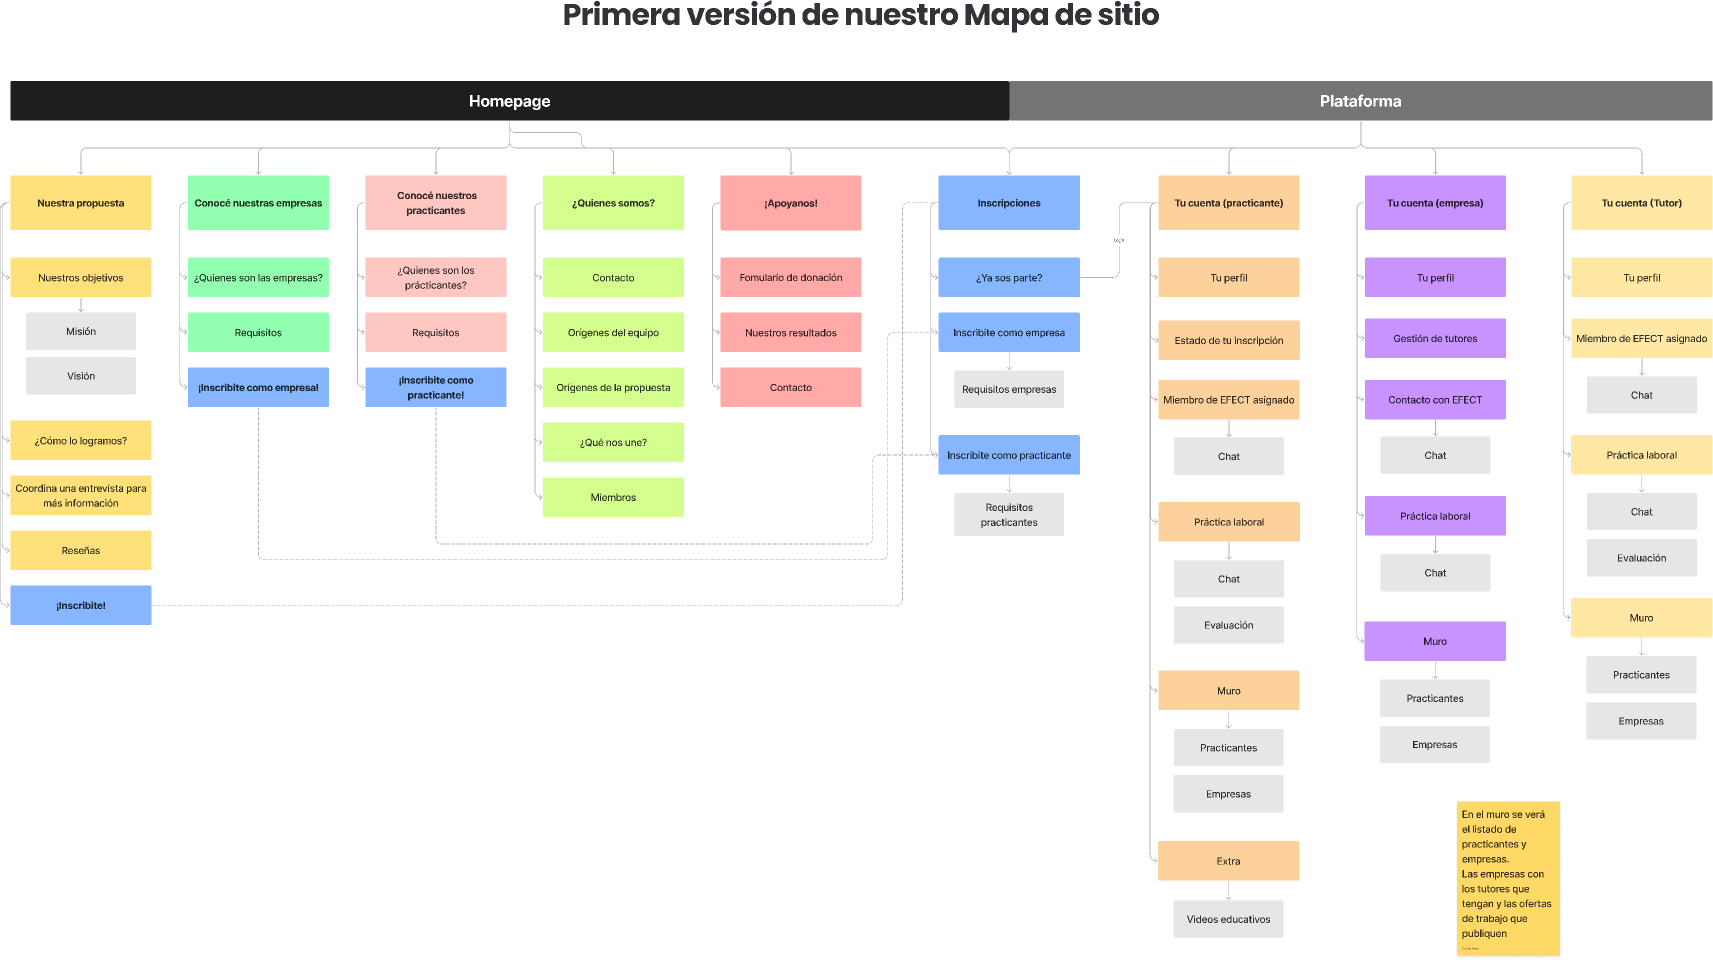 Primera versión de nuestro Mapa de sitio
Homepage
Plataforma
Nuestra propuesta
Nuestros objetivos
Misión
Visión
¿Cómo lo logramos?
Coordina una entrevista para
más información
Reseñas
¡Inscribite!
Conocé nuestras empresas
¿Quienes son las empresas?
Requisitos
¡Inscribite como empresa!
Conocé nuestros
practicantes
¿Quienes son los
prácticantes?
Requisitos
¡Inscribite como
practicante!
¿Quienes somos?
Contacto
Orígenes del equipo
Orígenes de la propuesta
¿Qué nos une?
Miembros
¡Apoyanos!
Fomulario de donación
Nuestros resultados
Contacto
Inscripciones
¿Ya sos parte?
Inscribite como empresa
Requisitos empresas
Inscribite como practicante
Requisitos
practicantes
Login
Tu cuenta (practicante)
Tu perfil
Estado de tu inscripción
Miembro de EFECT asignado
Chat
Práctica laboral
Chat
Evaluación
Muro
Practicantes
Empresas
Extra
Videos educativos
Tu cuenta (empresa)
Tu perfil
Gestión de tutores
Contacto con EFECT
Chat
Práctica laboral
Chat
Muro
Practicantes
Empresas
Tu cuenta (Tutor)
Tu perfil
Miembro de EFECT asignado
Chat
Práctica laboral
Chat
Evaluación
Muro
Practicantes
Empresas
En el muro se verá
el listado de
practicantes y
empresas.
Las empresas con
los tutores que
tengan y las ofertas
de trabajo que
publiquen